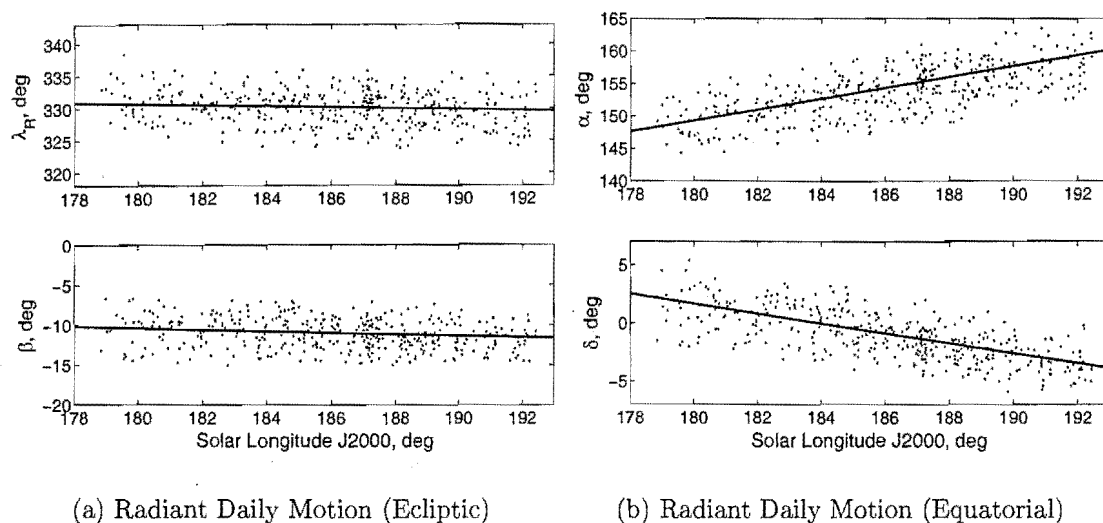 340
335
330
325
320
λR, deg
178 180 182 184 186 188 190 192
0
−5
−10
−15
−20
β, deg
178 180 182 184 186 188 190 192
Solar Longitude J2000, deg
(a) Radiant Daily Motion (Ecliptic)
165
160
155
150
145
140
α, deg
178 180 182 184 186 188 190 192
5
0
−5
δ, deg
178 180 182 184 186 188 190 192
Solar Longitude J2000, deg
(b) Radiant Daily Motion (Equatorial)